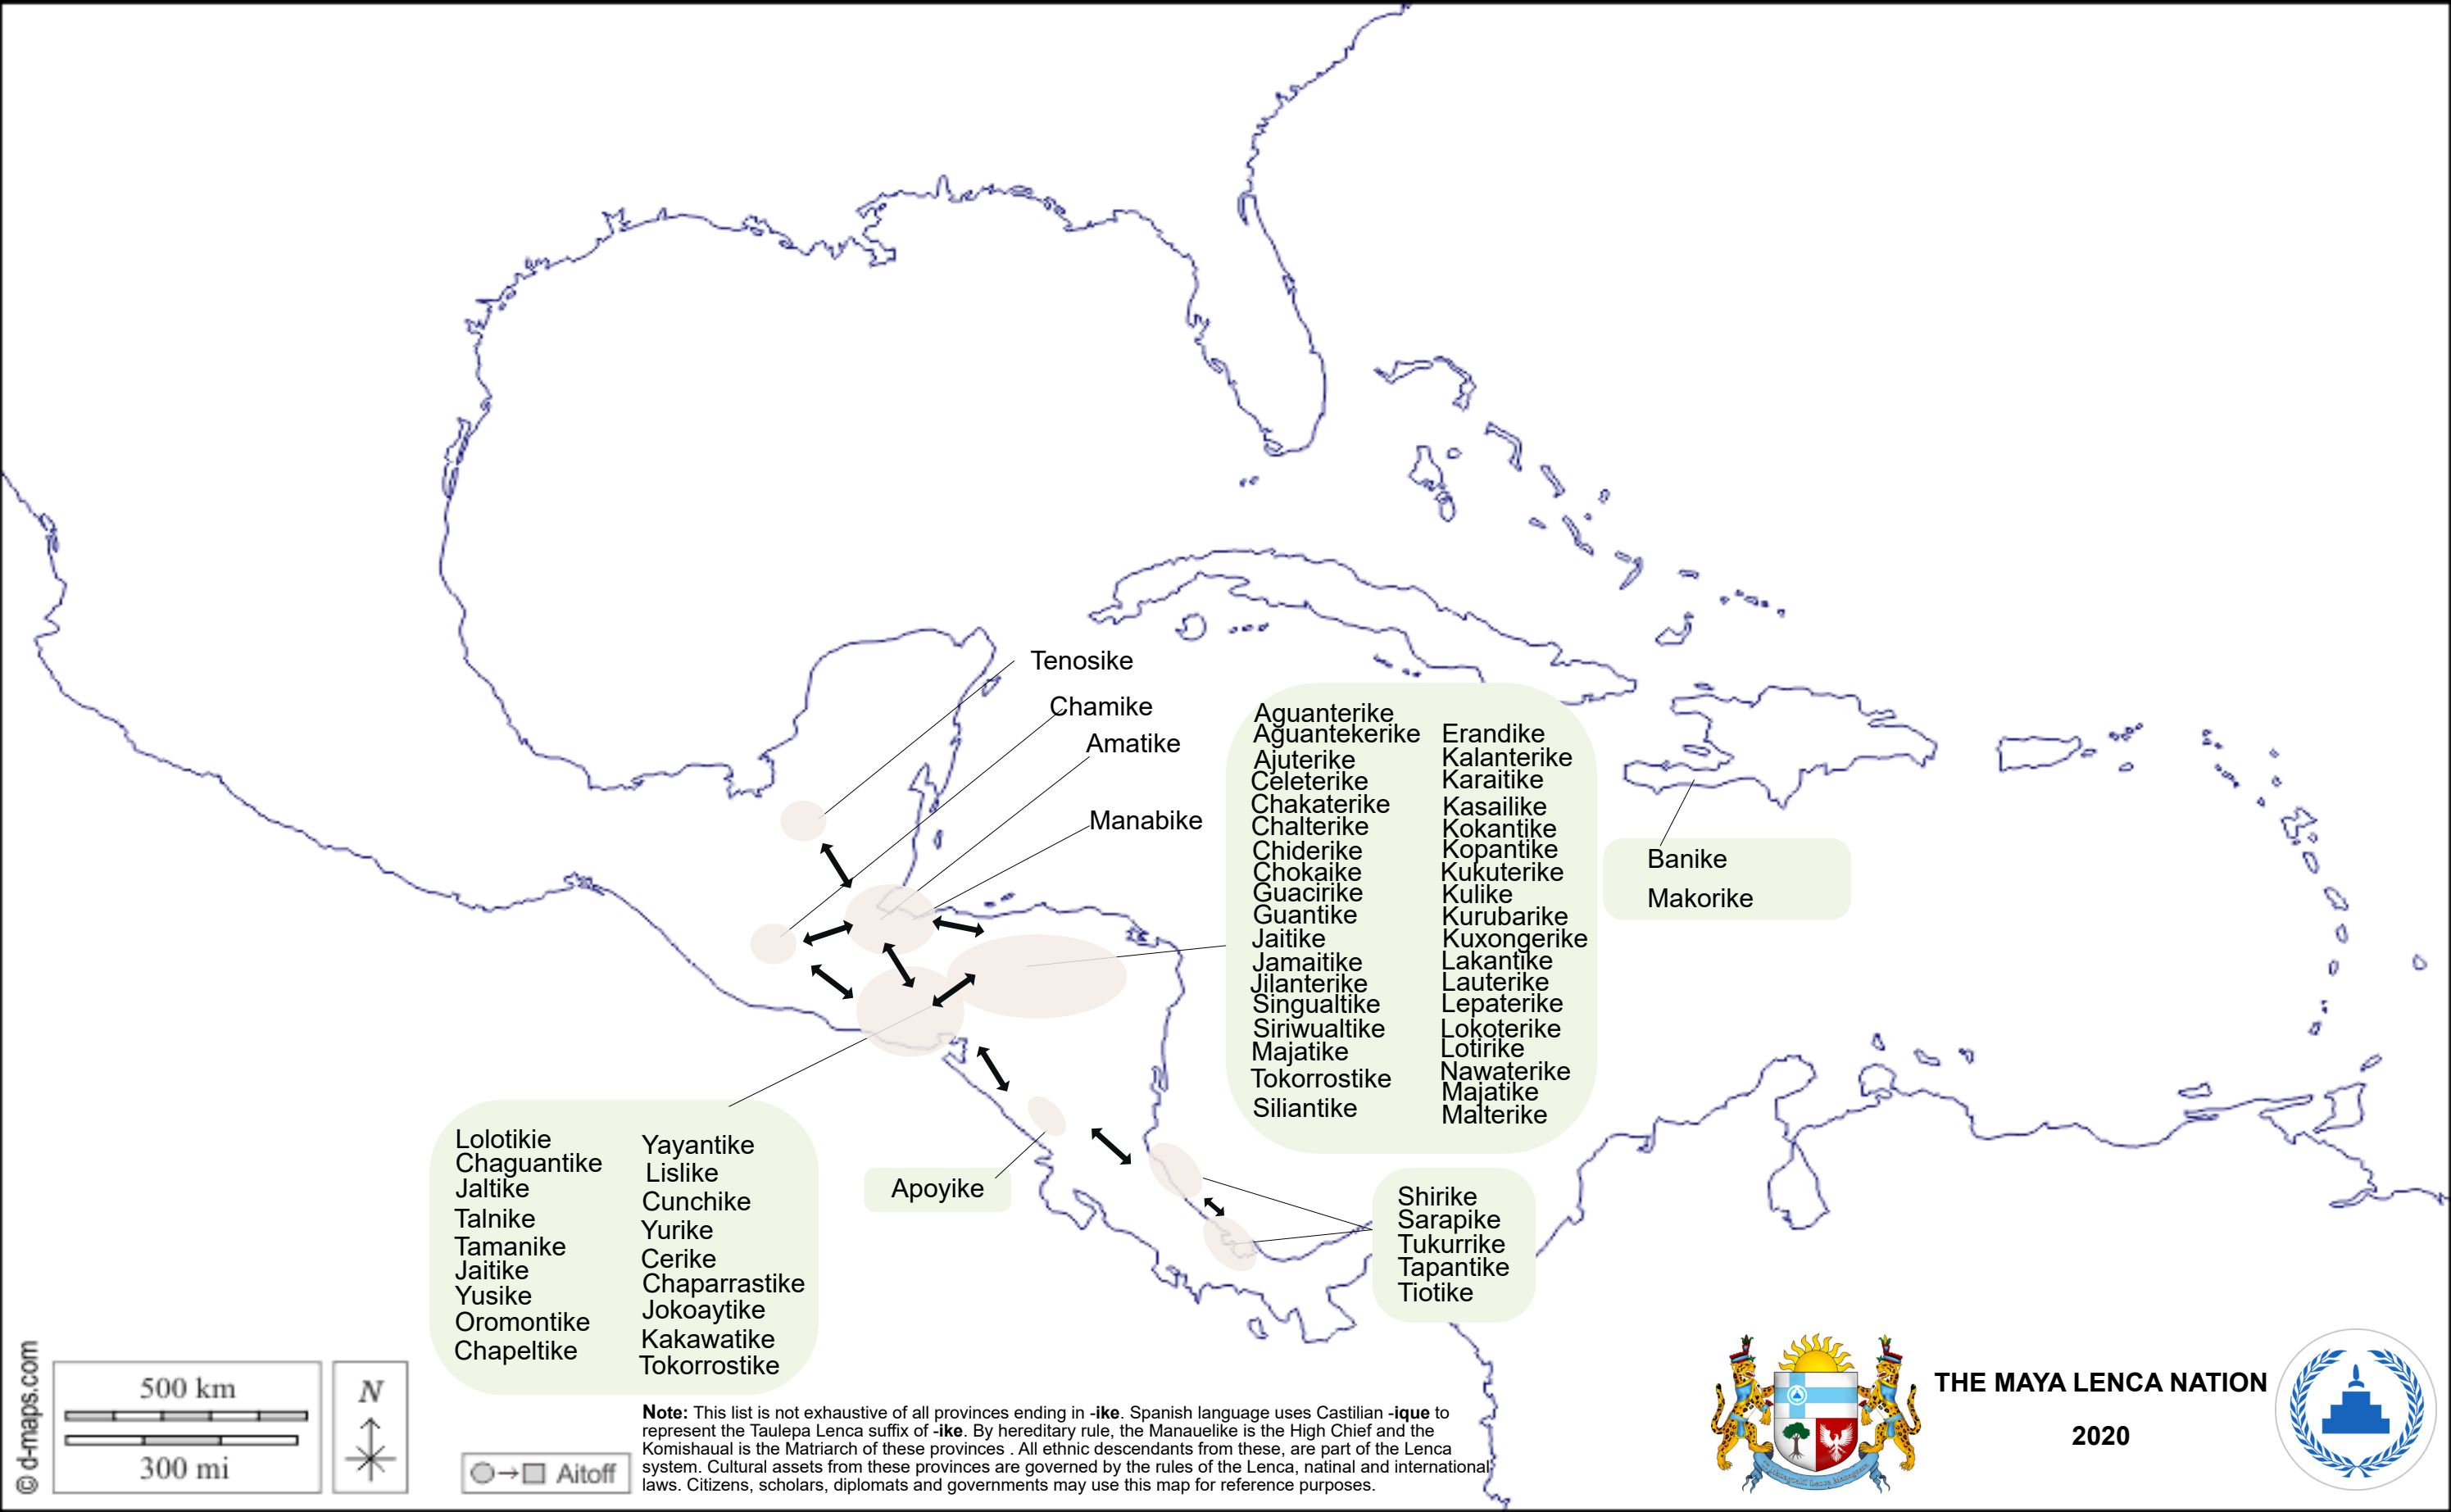 Tenosike
Chamike
Amatike
Manabike
Aguanterike
Aguantekerike
Ajuterike
Celeterike
Chakaterike
Chalterike
Chiderike
Chokaike
Guacirike
Guantike
Jaitike
Jamaitike
Jilanterike
Singualtike
Siriwualtike
Majatike
Tokorrostike
Siliantike
Erandike
Kalanterike
Karaitike
Kasailike
Kokantike
Kopantike
Kukuterike
Kulike
Kurubarike
Kuxongerike
Lakantike
Lauterike
Lepaterike
Lokoterike
Lotirike
Nawaterike
Majatike
Malterike
Banike
Makorike
Lolotikie
Chaguantike
Jaltike
Talnike
Tamanike
Jaitike
Yusike
Oromontike
Chapeltike
Yayantike
Lislike
Cunchike
Yurike
Cerike
Chaparrastike
Jokoaytike
Kakawatike
Tokorrostike
Apoyike
Shirike
Sarapike
Tukurrike
Tapantike
Tiotike
© d-maps.com
500 km
300 mi
N
Aitoff
Note: This list is not exhaustive of all provinces ending in -ike. Spanish language uses Castilian -ique to
represent the Taulepa Lenca suffix of -ike. By hereditary rule, the Manauelike is the High Chief and the
Komishaual is the Matriarch of these provinces . All ethnic descendants from these, are part of the Lenca
system. Cultural assets from these provinces are governed by the rules of the Lenca, natinal and international
laws. Citizens, scholars, diplomats and governments may use this map for reference purposes.
THE MAYA LENCA NATION
2020